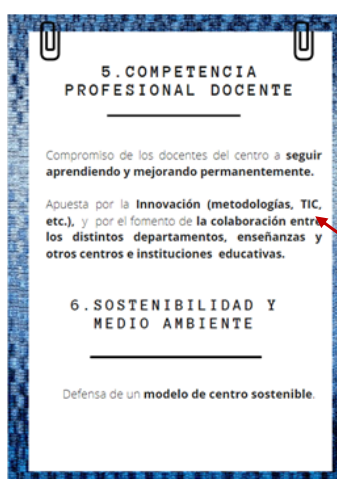 5.COMPETENCIA
PROFESIONAL DOCENTE
Compromiso de los docentes del centro a seguir
aprendiendo y mejorando permanentemente.
Apuesta por la Innovación (metodologías, TIC,
etc.), y por el fomento de la colaboración entre
los distintos departamentos, enseñanzas y
otros centros e instituciones educativas.
6.SOSTENIBILIDAD Y
MEDIO AMBIENTE
Defensa de un modelo de centro sostenible.